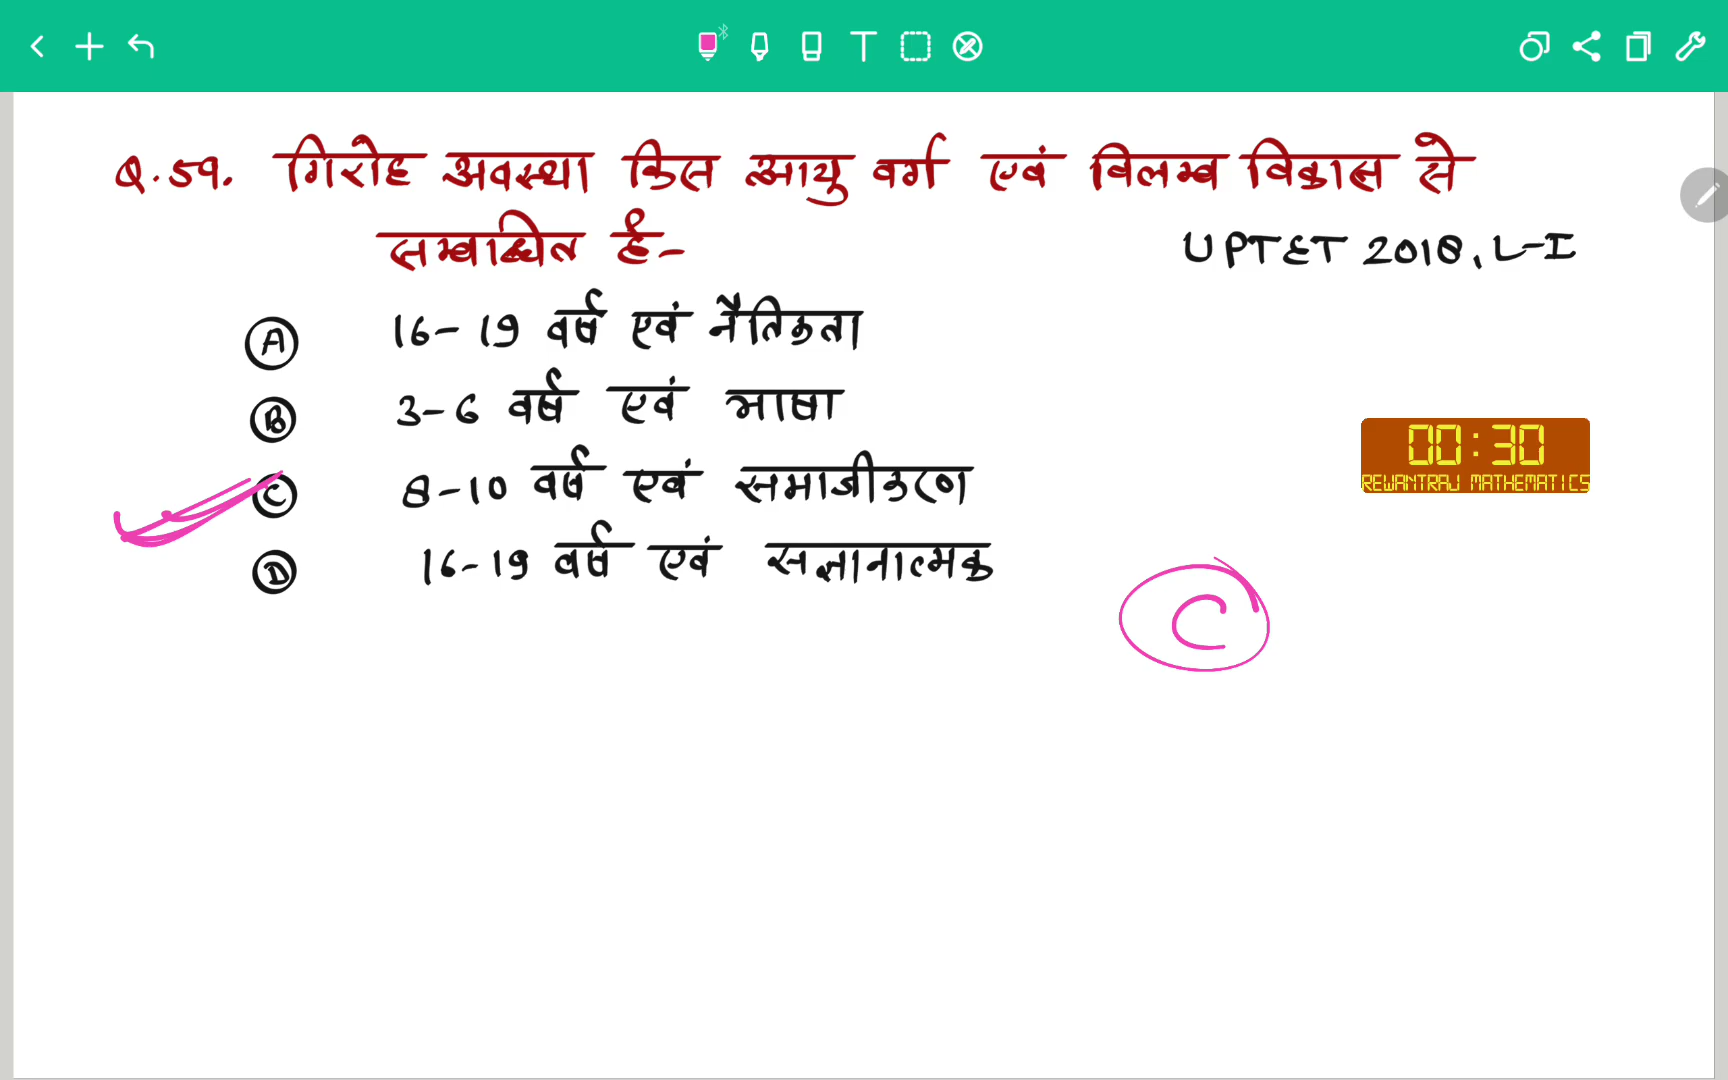 Q.59. गिरोह अवस्था किस आयु वर्ग एवं विलम्ब विकास से
सम्बन्धित है-
UPTET 2018, L-I
A 16-19 वर्ष एवं नैतिकता
B 3-6 वर्ष एवं भाषा
C 8-10 वर्ष एवं समाजीकरण
D 16-19 वर्ष एवं सज्ञानात्मक
00:30
REWANTRAJ MATHEMATICS
C